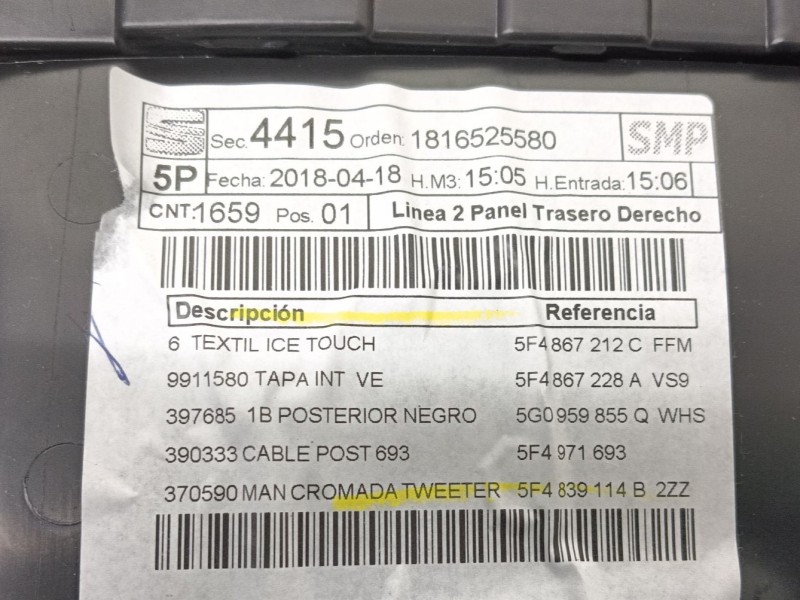 Sec. 4415 Orden: 1816525580 SMP
5P Fecha: 2018-04-18 H.M3: 15:05 H.Entrada: 15:06
CNT: 1659 Pos. 01 Linea 2 Panel Trasero Derecho
Descripción Referencia
6 TEXTIL ICE TOUCH 5F4 867 212 C FFM
9911580 TAPA INT VE 5F4 867 228 A VS9
397685 1B POSTERIOR NEGRO 5G0 959 855 Q WHS
390333 CABLE POST 693 5F4 971 693
370590 MAN CROMADA TWEETER 5F4 839 114 B 2ZZ